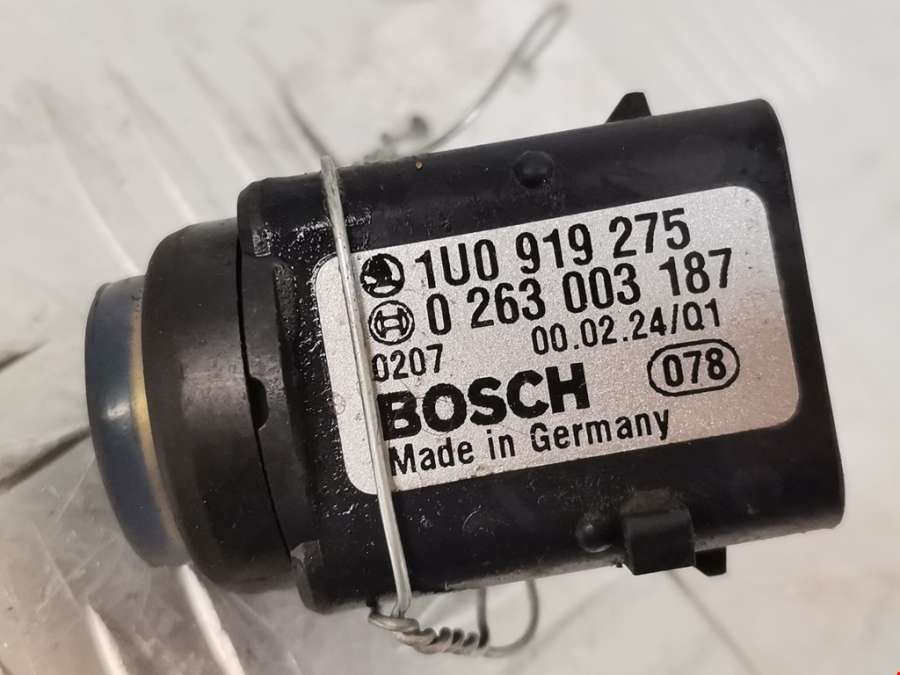 1U0 919 275
0 263 003 187
0207 00.02.24/Q1
BOSCH 078
Made in Germany